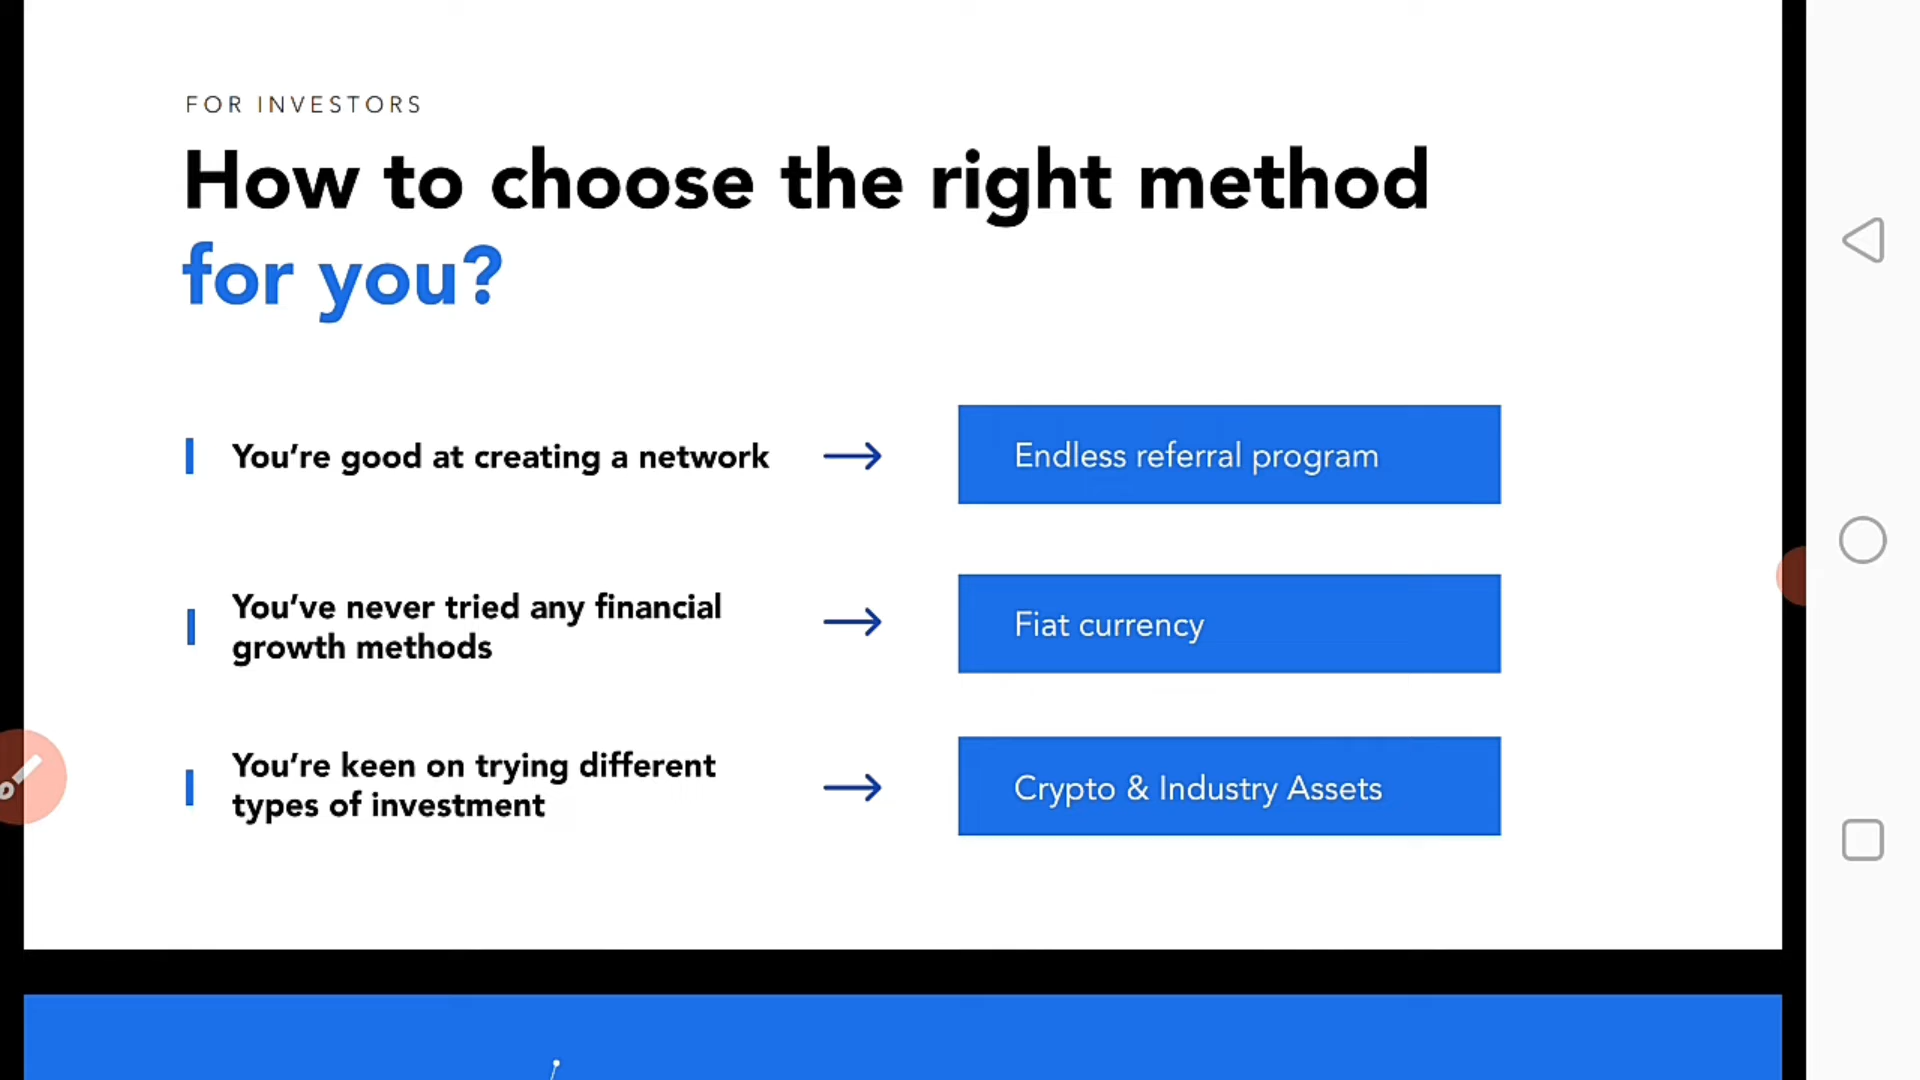 FOR INVESTORS
How to choose the right method
for you?
You’re good at creating a network
Endless referral program
You’ve never tried any financial
growth methods
Fiat currency
You’re keen on trying different
types of investment
Crypto & Industry Assets